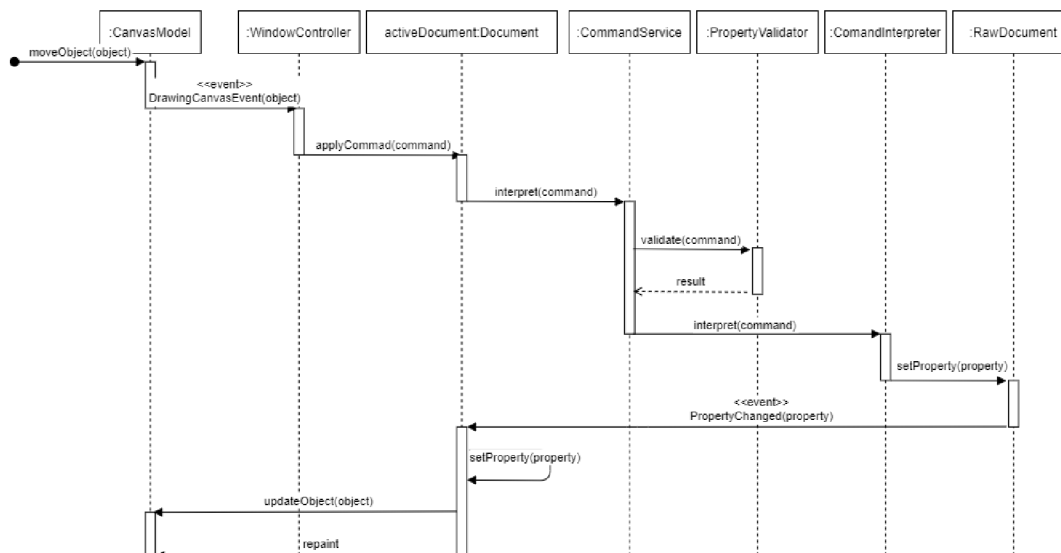 :CanvasModel
:WindowController
activeDocument:Document
:CommandService
:PropertyValidator
:ComandInterpreter
:RawDocument
moveObject(object)
<<event>>
DrawingCanvasEvent(object)
applyCommad(command)
interpret(command)
validate(command)
result
interpret(command)
setProperty(property)
<<event>>
PropertyChanged(property)
setProperty(property)
updateObject(object)
repaint